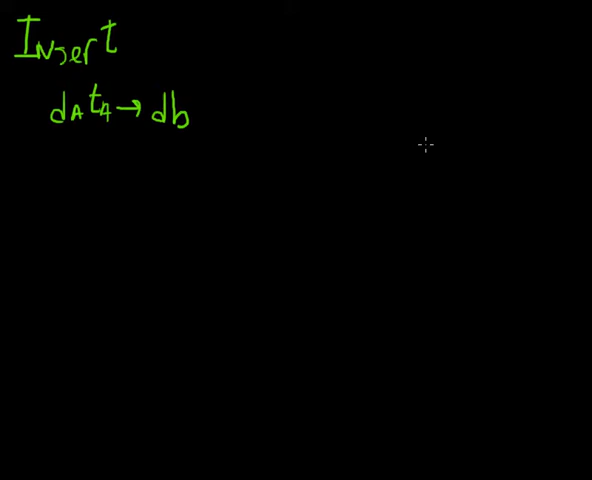 Insert
data → db